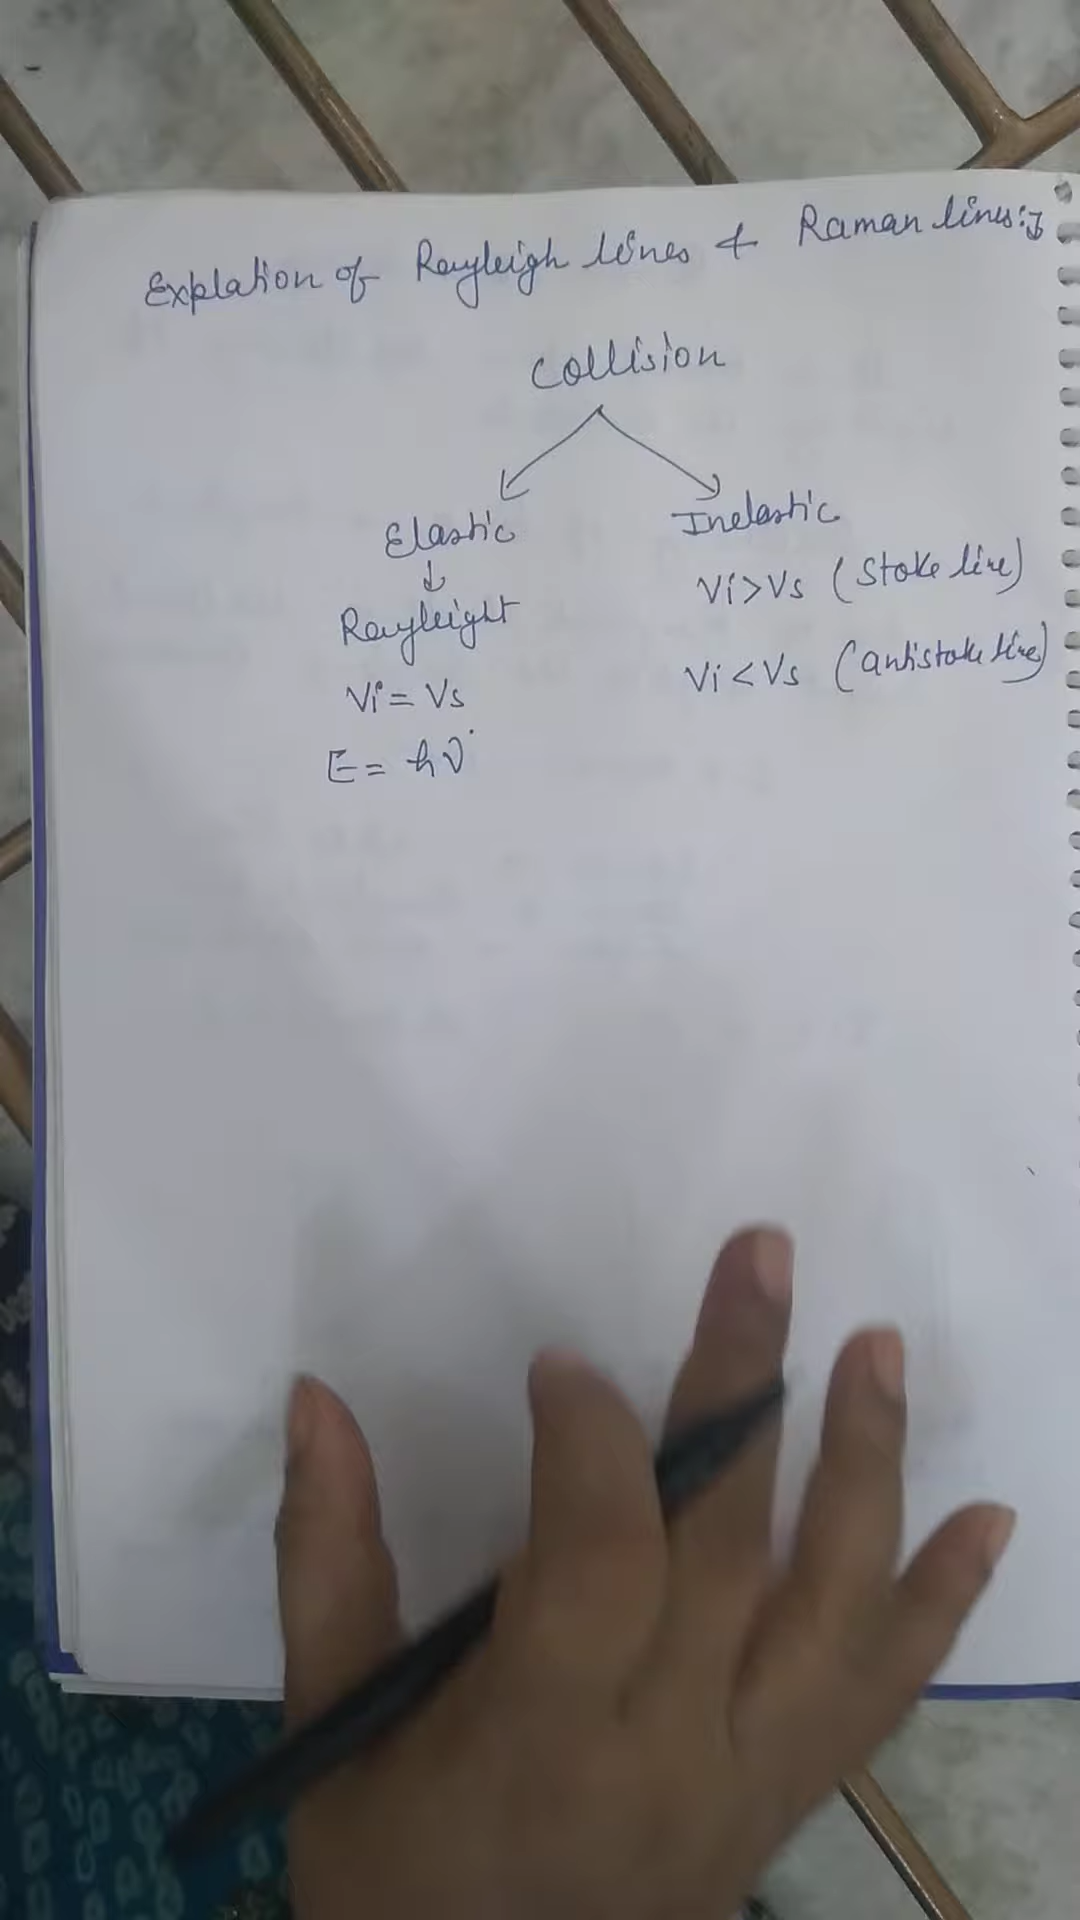 Explation of Rayleigh lines & Raman lines:-
Collision
Elastic
Inelastic
Rayleight
Vi = Vs
E = hν
Vi > Vs (Stoke line)
Vi < Vs (antistoke line)